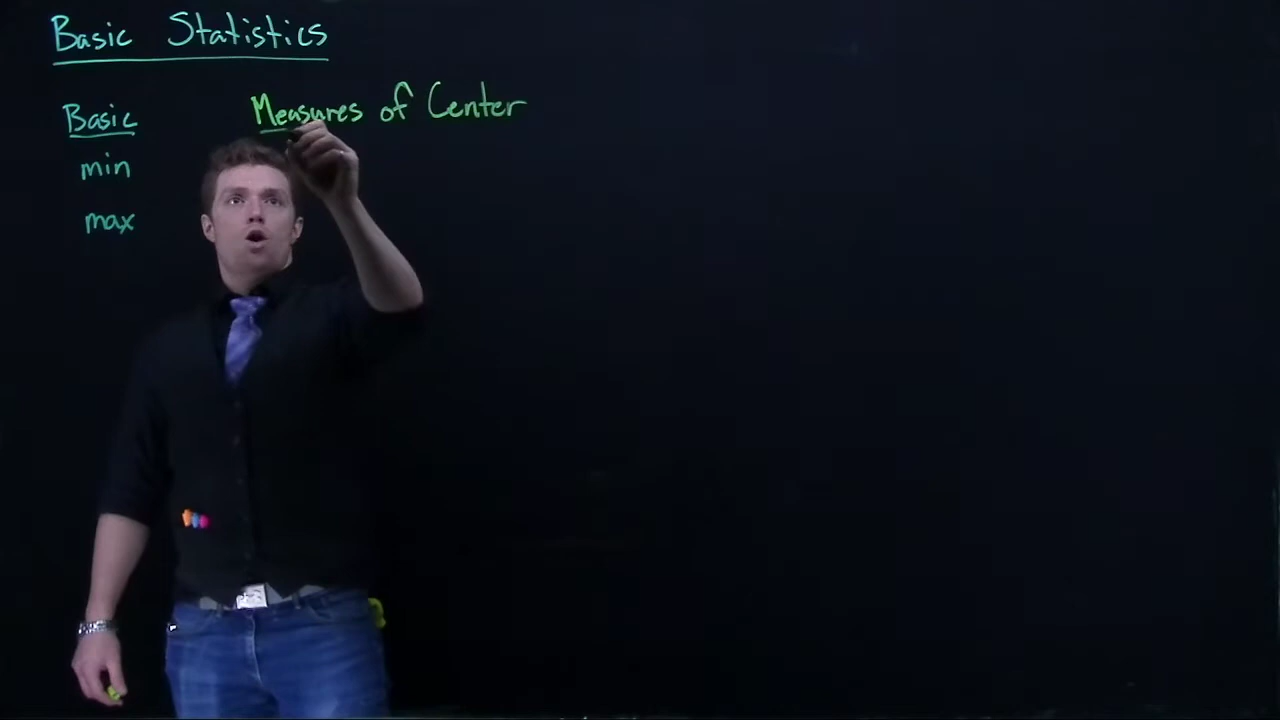 Basic Statistics
Basic
min
max
Measures of Center